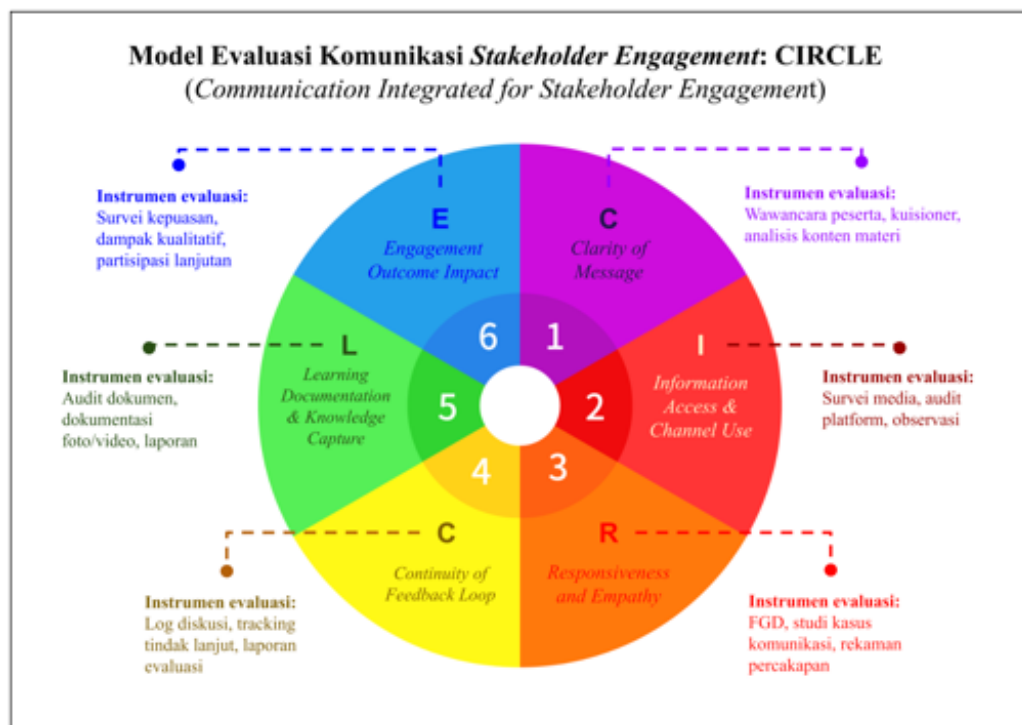 Model Evaluasi Komunikasi Stakeholder Engagement: CIRCLE
(Communication Integrated for Stakeholder Engagement)
C
Clarity of
Message
1
Instrumen evaluasi:
Wawancara peserta, kuisioner,
analisis konten materi
I
Information
Access &
Channel Use
2
Instrumen evaluasi:
Survei media, audit
platform, observasi
R
Responsiveness
and Empathy
3
Instrumen evaluasi:
FGD, studi kasus
komunikasi, rekaman
percakapan
C
Continuity of
Feedback Loop
4
Instrumen evaluasi:
Log diskusi, tracking
tindak lanjut, laporan
evaluasi
L
Learning
Documentation
& Knowledge
Capture
5
Instrumen evaluasi:
Audit dokumen,
dokumentasi
foto/video, laporan
E
Engagement
Outcome Impact
6
Instrumen evaluasi:
Survei kepuasan,
dampak kualitatif,
partisipasi lanjutan